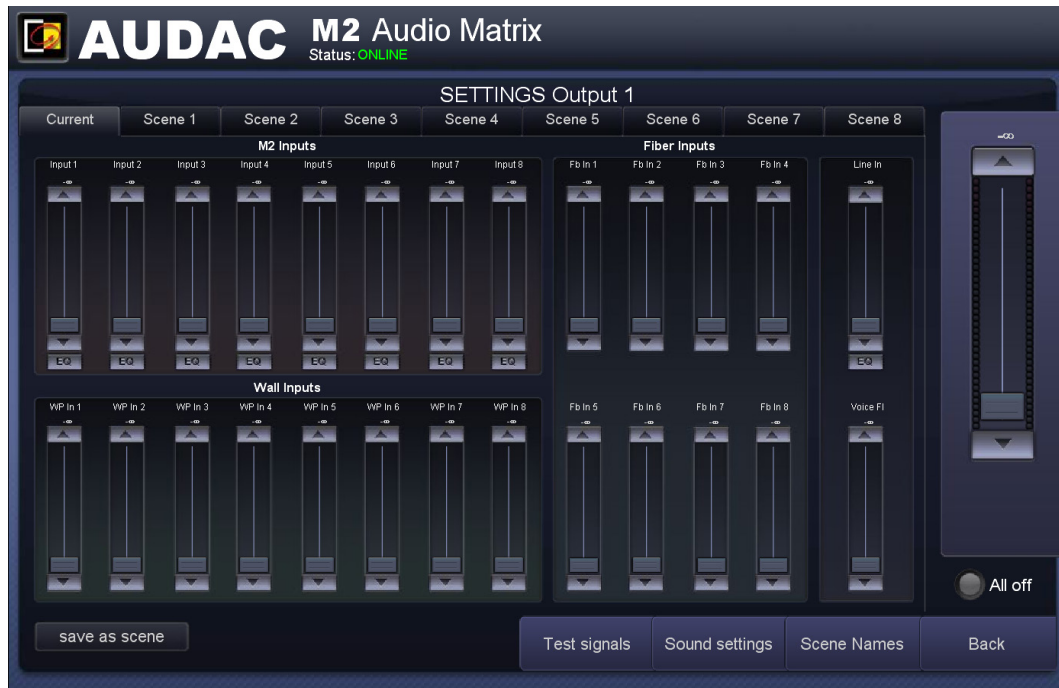 AUDAC M2 Audio Matrix
Status: ONLINE
SETTINGS Output 1
Current Scene 1 Scene 2 Scene 3 Scene 4 Scene 5 Scene 6 Scene 7 Scene 8
M2 Inputs Fiber Inputs
-∞
Input 1 Input 2 Input 3 Input 4 Input 5 Input 6 Input 7 Input 8 Fb In 1 Fb In 2 Fb In 3 Fb In 4 Line In
-∞ -∞ -∞ -∞ -∞ -∞ -∞ -∞ -∞ -∞ -∞ -∞ -∞
EQ EQ EQ EQ EQ EQ EQ EQ EQ
Wall Inputs
WP In 1 WP In 2 WP In 3 WP In 4 WP In 5 WP In 6 WP In 7 WP In 8 Fb In 5 Fb In 6 Fb In 7 Fb In 8 Voice Fl
-∞ -∞ -∞ -∞ -∞ -∞ -∞ -∞ -∞ -∞ -∞ -∞ -∞
All off
save as scene
Test signals Sound settings Scene Names Back